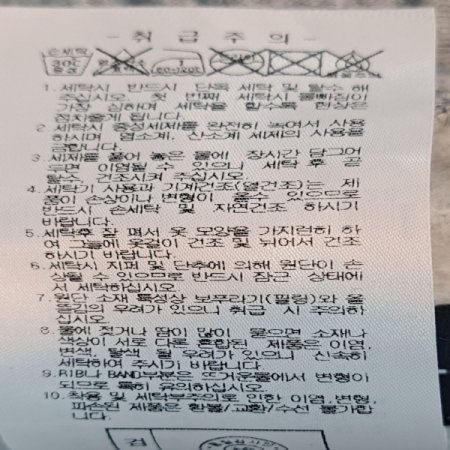 - 취 급 주 의 -
손세탁
30℃
중성
1. 세탁시 반드시 단독 세탁 및 탈수 해
주십시오. 첫 번째 세탁시 물빠짐이
가장 심하며 세탁을 할수록 현상은
점차줄게 됩니다.
2. 세탁시 중성세제를 완전히 녹여서 사용
하시며 염소계, 산소계 세제의 사용을
금합니다.
3. 세제를 풀어 놓은 물에 장시간 담그어
두면 이염될 수 있으니 세탁 후 곧
탈수, 건조시켜 주십시오.
4. 세탁기 사용과 기계건조(열건조)는 제
품이 손상이나 변형이 올수 있으므로
반드시 손세탁 및 자연건조 하시기
바랍니다.
5. 세탁후 잘 펴서 옷 모양을 가지런히 하
여 그늘에 옷걸이 건조 및 뉘어서 건조
하시기 바랍니다.
6. 세탁시 지퍼 및 단추에 의해 원단이 손
상될 수 있으므로 반드시 잠근 상태에
서 세탁하십시오.
7. 원단 소재 특성상 보푸라기(필링)와 올
뜯김의 우려가 있으니 취급 시 주의하
십시오.
8. 물에 젖거나 땀이 많이 묻으면 소재나
색상이 서로 다른 혼합된 제품은 이염,
변색, 탈색 될 우려가 있으니 신속히
세탁하여 주시기 바랍니다.
9. RIB나 BAND부분은 뜨거운물에서 변형이
되므로 특히 유의하십시오.
10. 착용 및 세탁부주의로 인한 이염, 변형,
파손된 제품은 환불/교환/수선 불가합
니다.
검